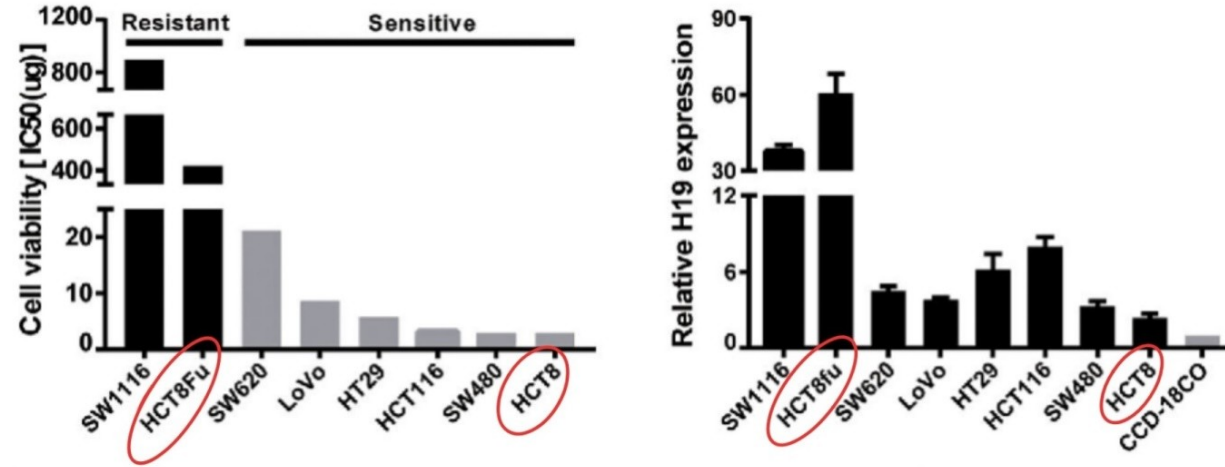 Resistant Sensitive
Cell viability [IC50(ug)]
1200
800
600
400
20
10
0
SW1116
HCT8Fu
SW620
LoVo
HT29
HCT116
SW480
HCT8
Relative H19 expression
90
60
30
12
6
0
SW1116
HCT8fu
SW620
LoVo
HT29
HCT116
SW480
HCT8
CCD-18CO